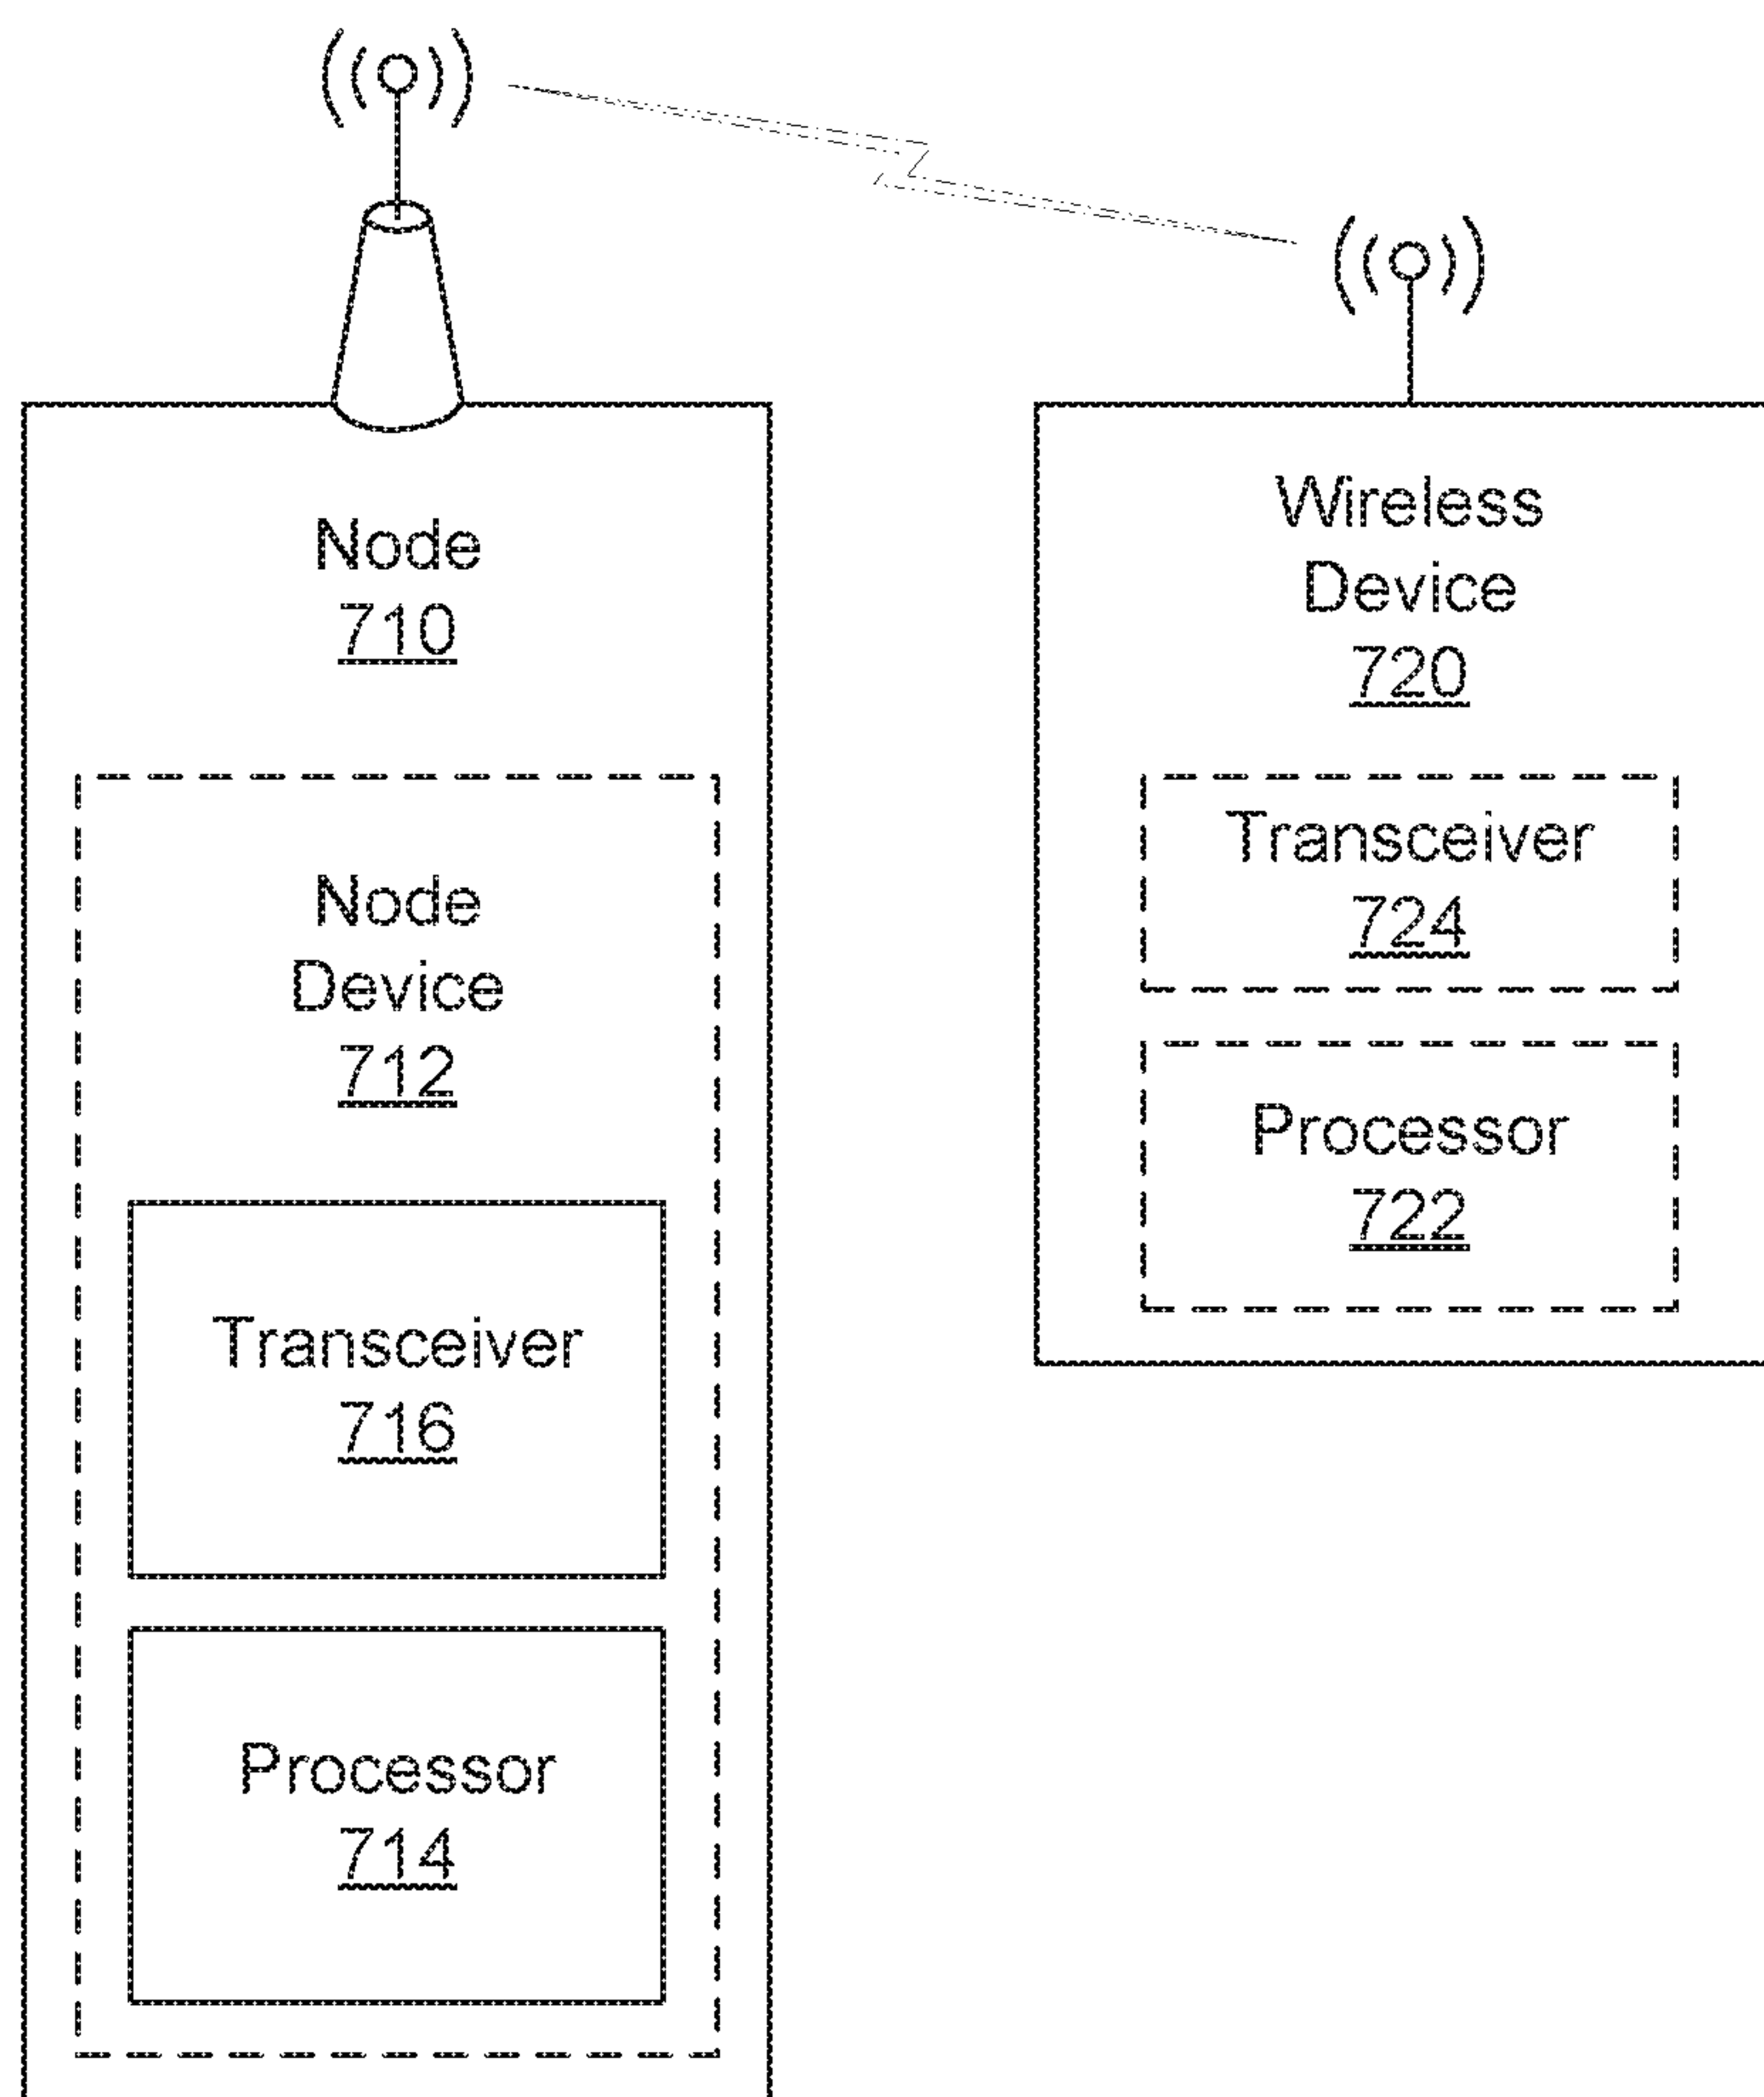 Node
710
Node
Device
712
Transceiver
716
Processor
714
Wireless
Device
720
Transceiver
724
Processor
722